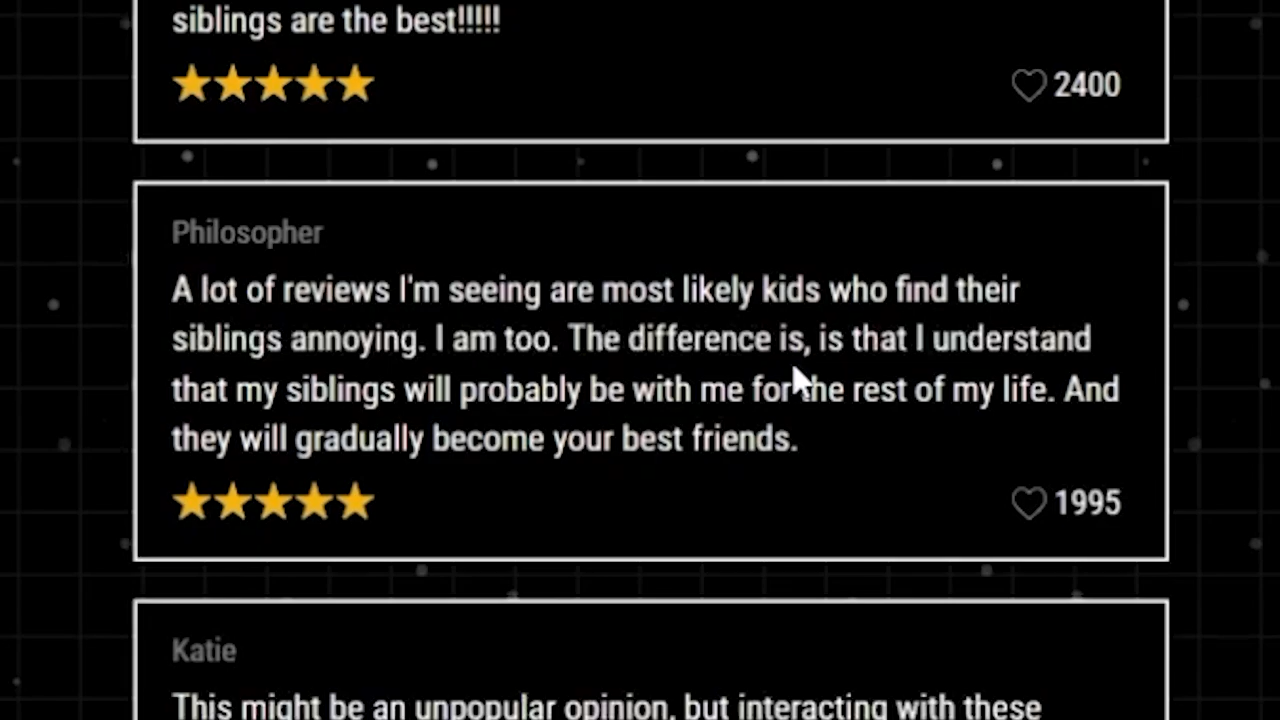 siblings are the best!!!!!
2400
Philosopher
A lot of reviews I'm seeing are most likely kids who find their
siblings annoying. I am too. The difference is, is that I understand
that my siblings will probably be with me for the rest of my life. And
they will gradually become your best friends.
1995
Katie
This might be an unpopular opinion, but interacting with these